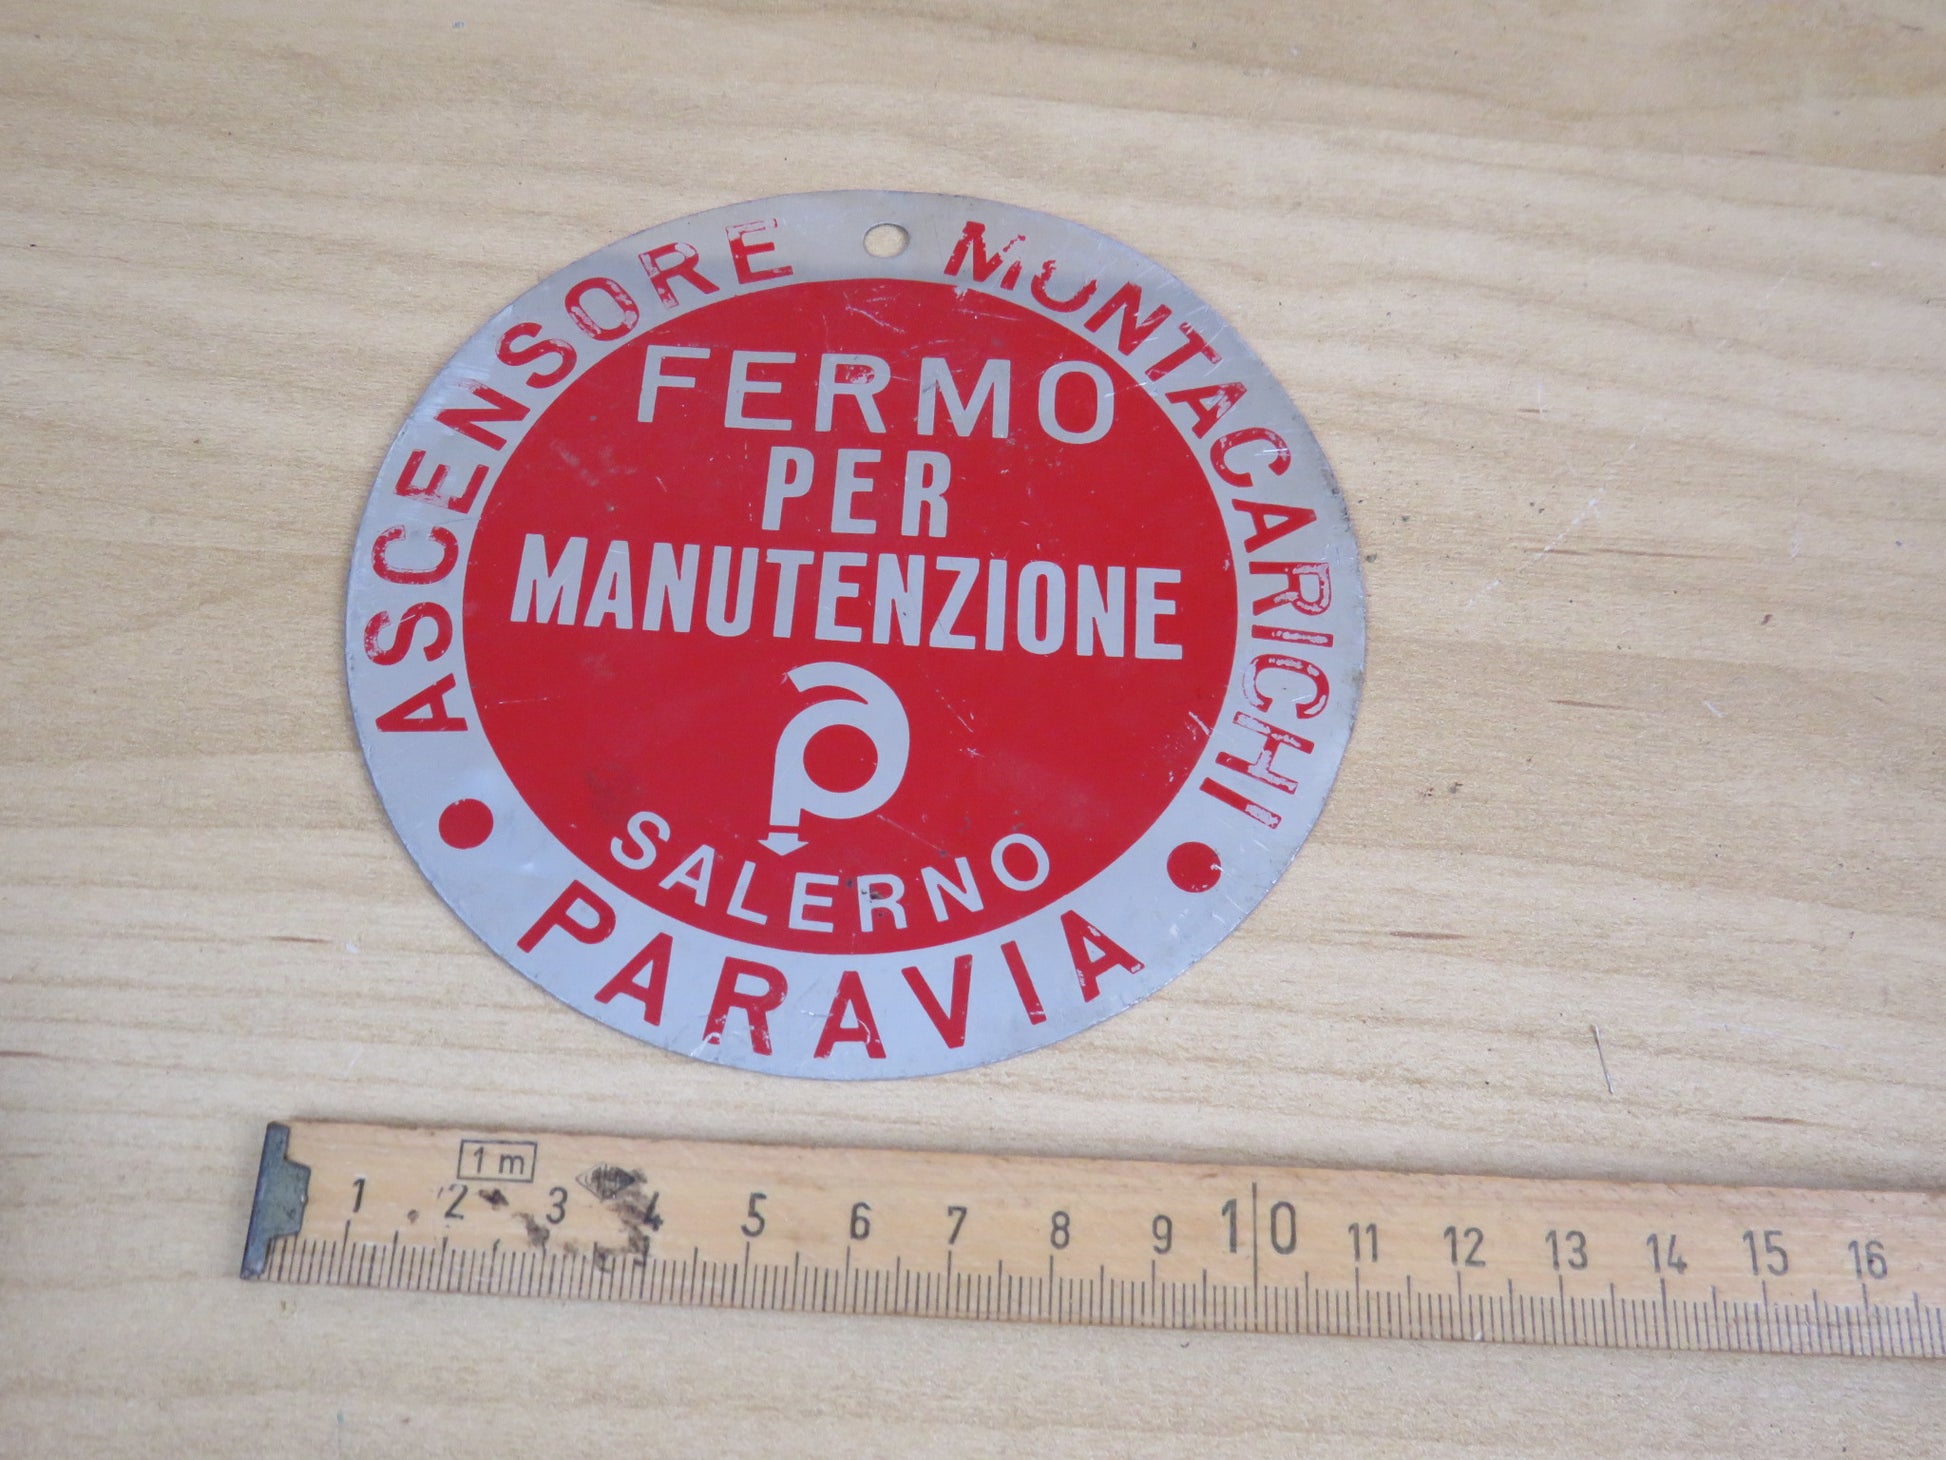 ASCENSORE MONTACARICHI
FERMO
PER
MANUTENZIONE
SALERNO
• PARAVIA •
1 m
1 2 3 4 5 6 7 8 9 10 11 12 13 14 15 16